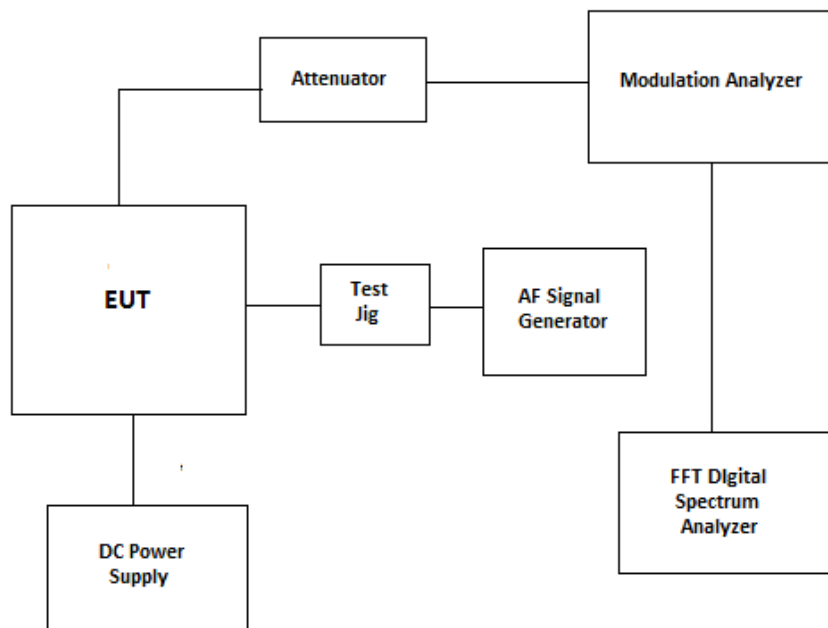 Attenuator
Modulation Analyzer
EUT
Test
Jig
AF Signal
Generator
FFT DIgital
Spectrum
Analyzer
DC Power
Supply